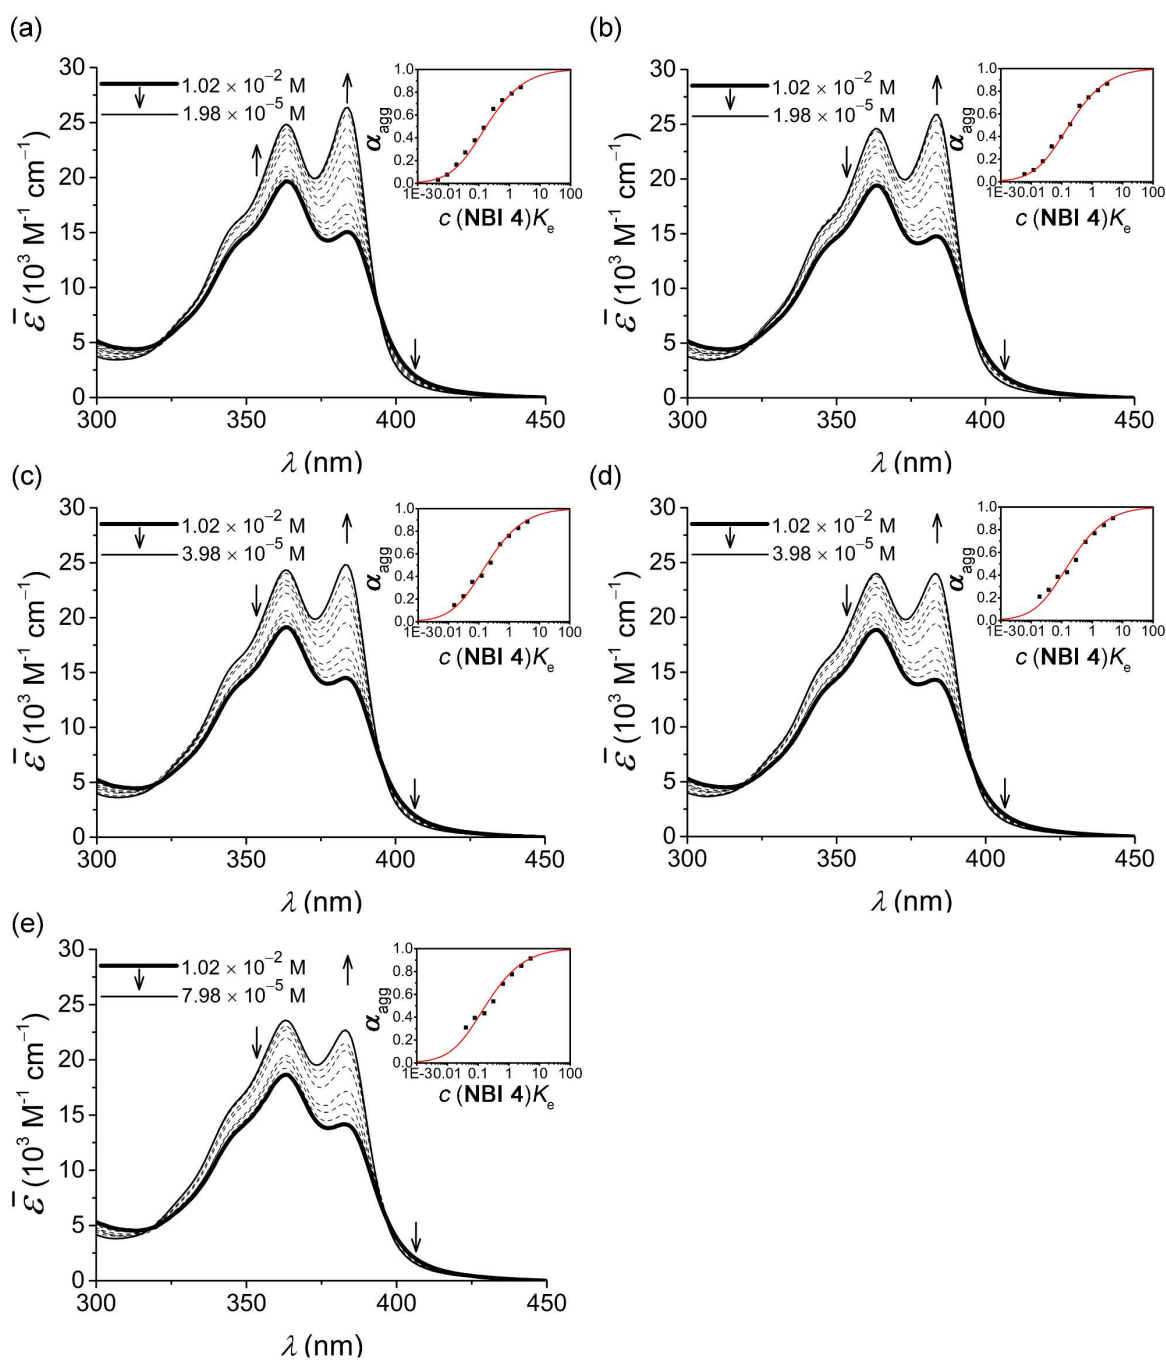 (a)
30
25
20
15
10
5
0
ε̄ (10³ M⁻¹ cm⁻¹)
1.02 × 10⁻² M
1.98 × 10⁻⁵ M
1.0
0.8
0.6
0.4
0.2
0.0
α_agg
1E-3 0.01 0.1 1 10 100
c (NBI 4)K_e
300 350 400 450
λ (nm)
(b)
30
25
20
15
10
5
0
ε̄ (10³ M⁻¹ cm⁻¹)
1.02 × 10⁻² M
1.98 × 10⁻⁵ M
1.0
0.8
0.6
0.4
0.2
0.0
α_agg
1E-3 0.01 0.1 1 10 100
c (NBI 4)K_e
300 350 400 450
λ (nm)
(c)
30
25
20
15
10
5
0
ε̄ (10³ M⁻¹ cm⁻¹)
1.02 × 10⁻² M
3.98 × 10⁻⁵ M
1.0
0.8
0.6
0.4
0.2
0.0
α_agg
1E-3 0.01 0.1 1 10 100
c (NBI 4)K_e
300 350 400 450
λ (nm)
(d)
30
25
20
15
10
5
0
ε̄ (10³ M⁻¹ cm⁻¹)
1.02 × 10⁻² M
3.98 × 10⁻⁵ M
1.0
0.8
0.6
0.4
0.2
0.0
α_agg
1E-3 0.01 0.1 1 10 100
c (NBI 4)K_e
300 350 400 450
λ (nm)
(e)
30
25
20
15
10
5
0
ε̄ (10³ M⁻¹ cm⁻¹)
1.02 × 10⁻² M
7.98 × 10⁻⁵ M
1.0
0.8
0.6
0.4
0.2
0.0
α_agg
1E-3 0.01 0.1 1 10 100
c (NBI 4)K_e
300 350 400 450
λ (nm)